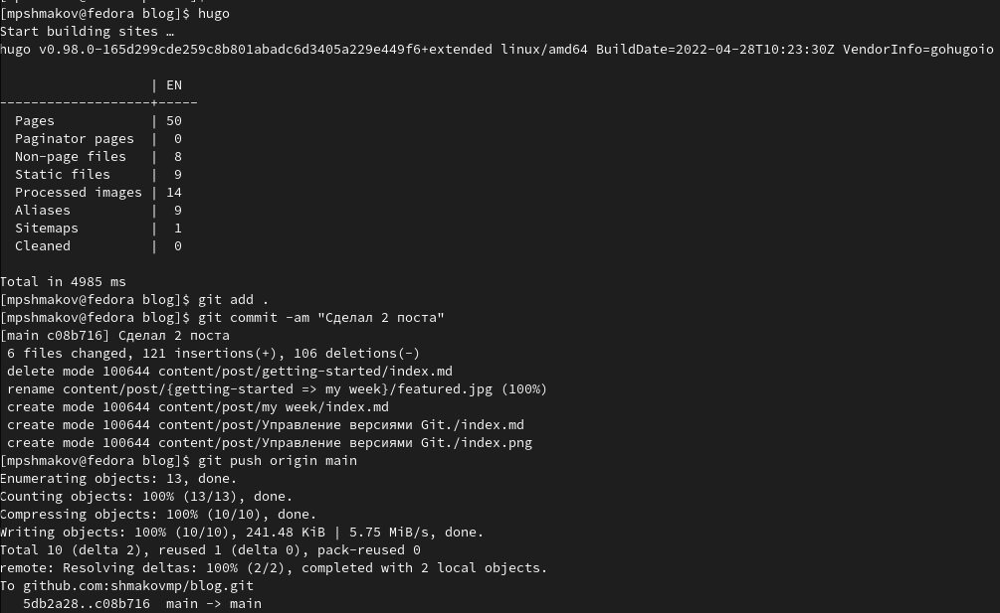 [mpshmakov@fedora blog]$ hugo
Start building sites …
hugo v0.98.0-165d299cde259c8b801abadc6d3405a229e449f6+extended linux/amd64 BuildDate=2022-04-28T10:23:30Z VendorInfo=gohugoio
                   | EN
-------------------+-----
  Pages            | 50
  Paginator pages  |  0
  Non-page files   |  8
  Static files     |  9
  Processed images | 14
  Aliases          |  9
  Sitemaps         |  1
  Cleaned          |  0
Total in 4985 ms
[mpshmakov@fedora blog]$ git add .
[mpshmakov@fedora blog]$ git commit -am "Сделал 2 поста"
[main c08b716] Сделал 2 поста
 6 files changed, 121 insertions(+), 106 deletions(-)
 delete mode 100644 content/post/getting-started/index.md
 rename content/post/{getting-started => my week}/featured.jpg (100%)
 create mode 100644 content/post/my week/index.md
 create mode 100644 content/post/Управление версиями Git./index.md
 create mode 100644 content/post/Управление версиями Git./index.png
[mpshmakov@fedora blog]$ git push origin main
Enumerating objects: 13, done.
Counting objects: 100% (13/13), done.
Compressing objects: 100% (10/10), done.
Writing objects: 100% (10/10), 241.48 KiB | 5.75 MiB/s, done.
Total 10 (delta 2), reused 1 (delta 0), pack-reused 0
remote: Resolving deltas: 100% (2/2), completed with 2 local objects.
To github.com:shmakovmp/blog.git
   5db2a28..c08b716  main -> main